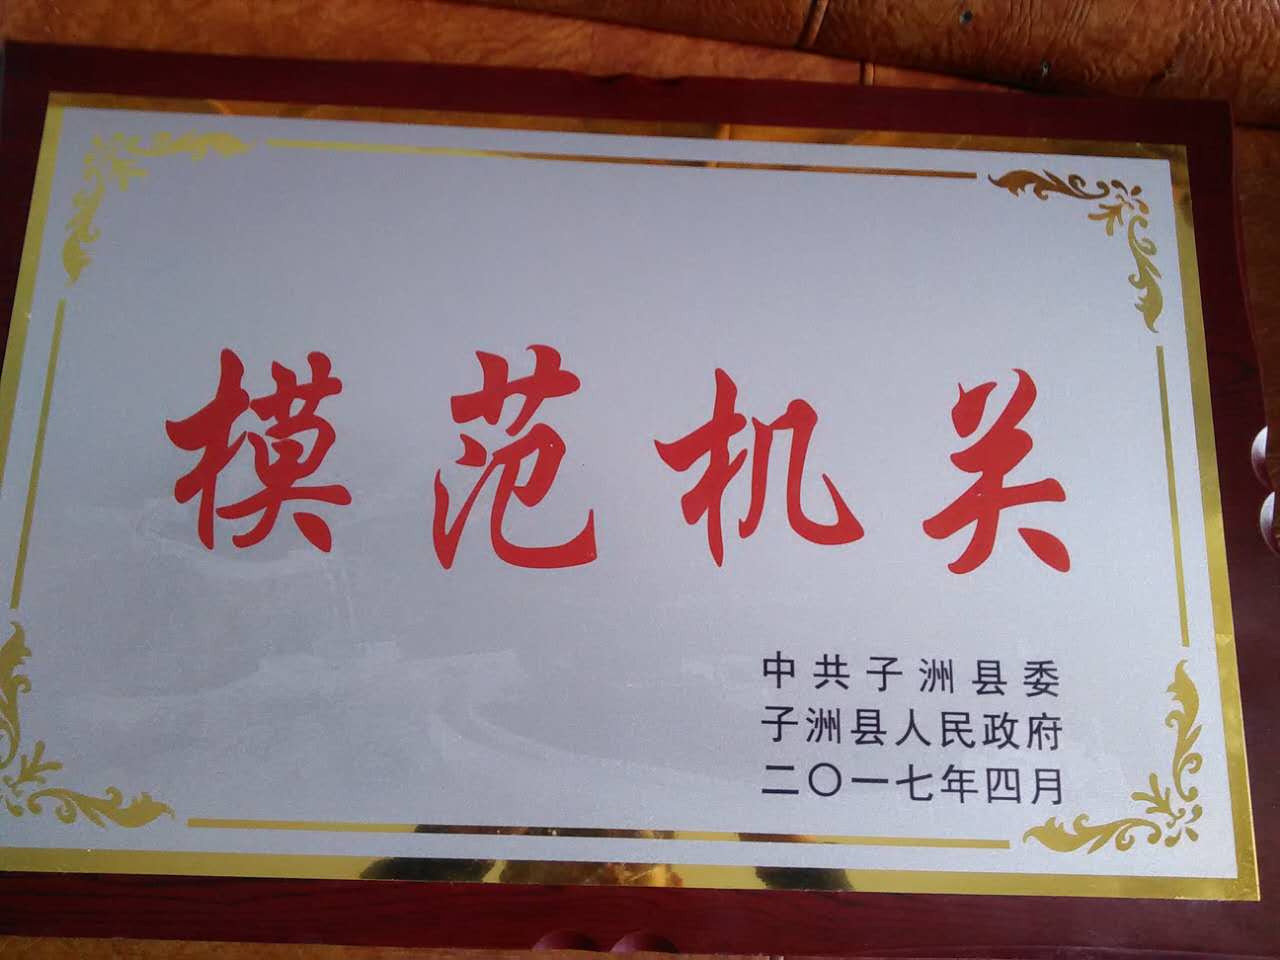 模范机关
中共子洲县委
子洲县人民政府
二〇一七年四月